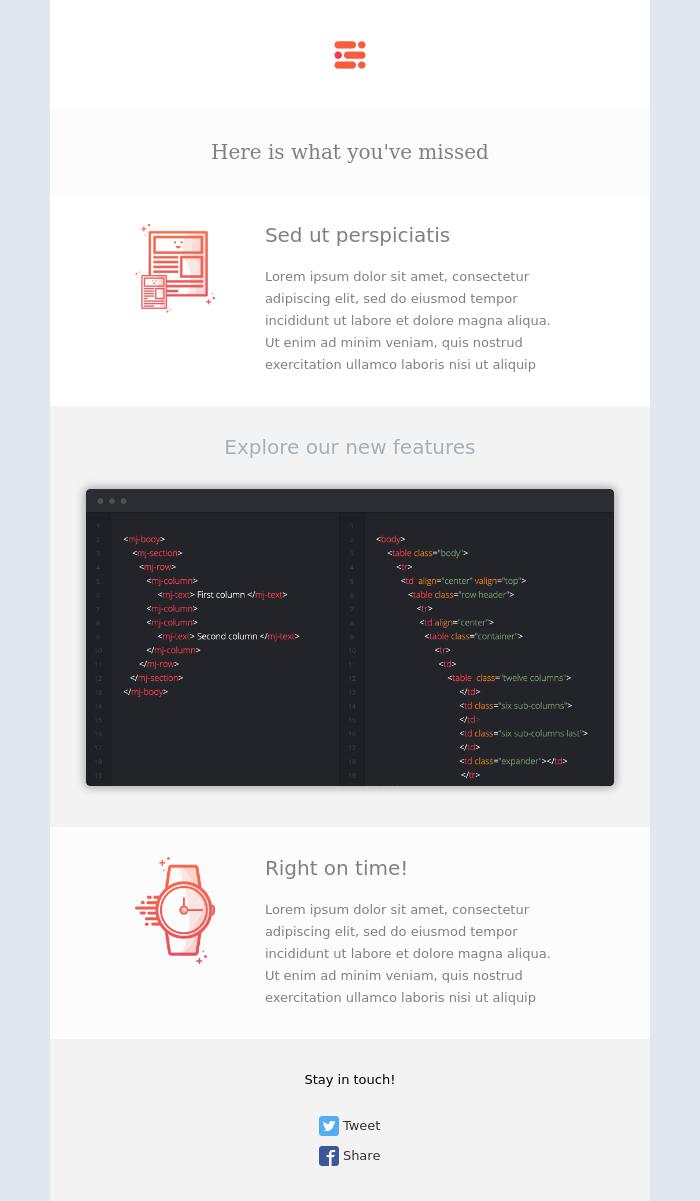 Here is what you've missed
Sed ut perspiciatis
Lorem ipsum dolor sit amet, consectetur
adipiscing elit, sed do eiusmod tempor
incididunt ut labore et dolore magna aliqua.
Ut enim ad minim veniam, quis nostrud
exercitation ullamco laboris nisi ut aliquip
Explore our new features
1
2 <mj-body>
3 <mj-section>
4 <mj-row>
5 <mj-column>
6 <mj-text> First column </mj-text>
7 <mj-column>
8 <mj-column>
9 <mj-text> Second column </mj-text>
10 </mj-column>
11 </mj-row>
12 </mj-section>
13 </mj-body>
14
15
16
17
18
19
1
2 <body>
3 <table class="body">
4 <tr>
5 <td align="center" valign="top">
6 <table class="row header">
7 <tr>
8 <td align="center">
9 <table class="container">
10 <tr>
11 <td>
12 <table class="twelve columns">
13 </td>
14 <td class="six sub-columns">
15 </td>
16 <td class="six sub-columns last">
17 </td>
18 <td class="expander"></td>
19 </tr>
Right on time!
Lorem ipsum dolor sit amet, consectetur
adipiscing elit, sed do eiusmod tempor
incididunt ut labore et dolore magna aliqua.
Ut enim ad minim veniam, quis nostrud
exercitation ullamco laboris nisi ut aliquip
Stay in touch!
Tweet
Share